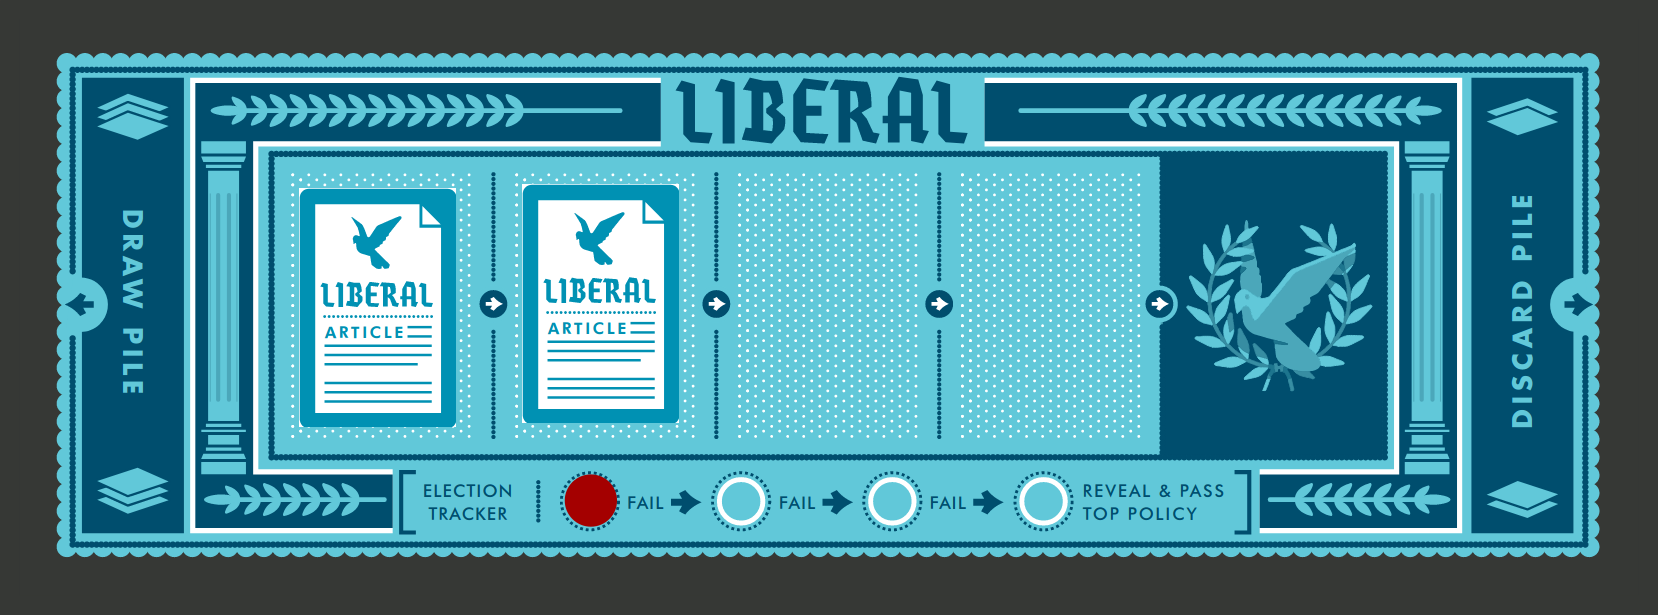 LIBERAL
DRAW PILE
LIBERAL
ARTICLE
LIBERAL
ARTICLE
DISCARD PILE
ELECTION
TRACKER
FAIL
FAIL
FAIL
REVEAL & PASS
TOP POLICY